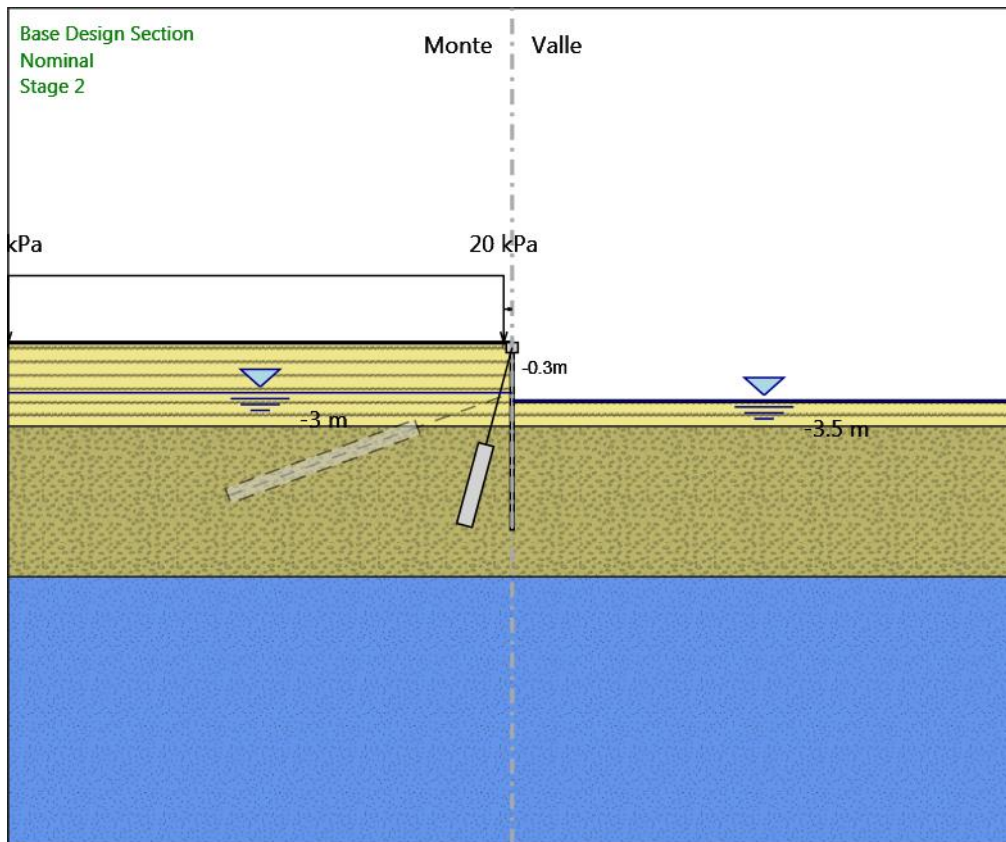 Base Design Section
Nominal
Stage 2
Monte
Valle
kPa
20 kPa
-0.3m
-3 m
-3.5 m